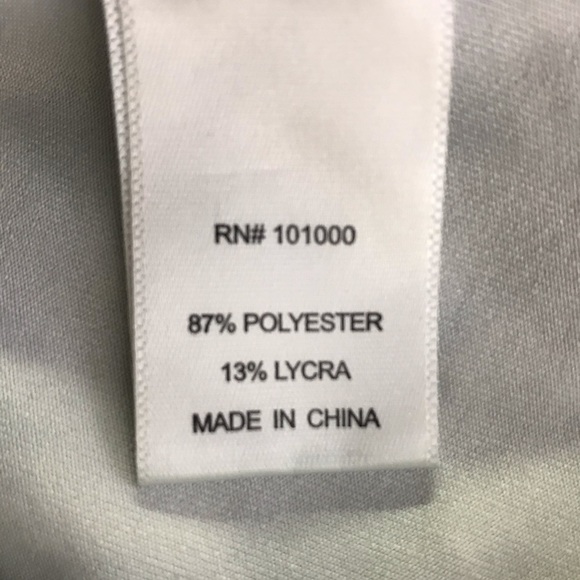 RN# 101000
87% POLYESTER
13% LYCRA
MADE IN CHINA